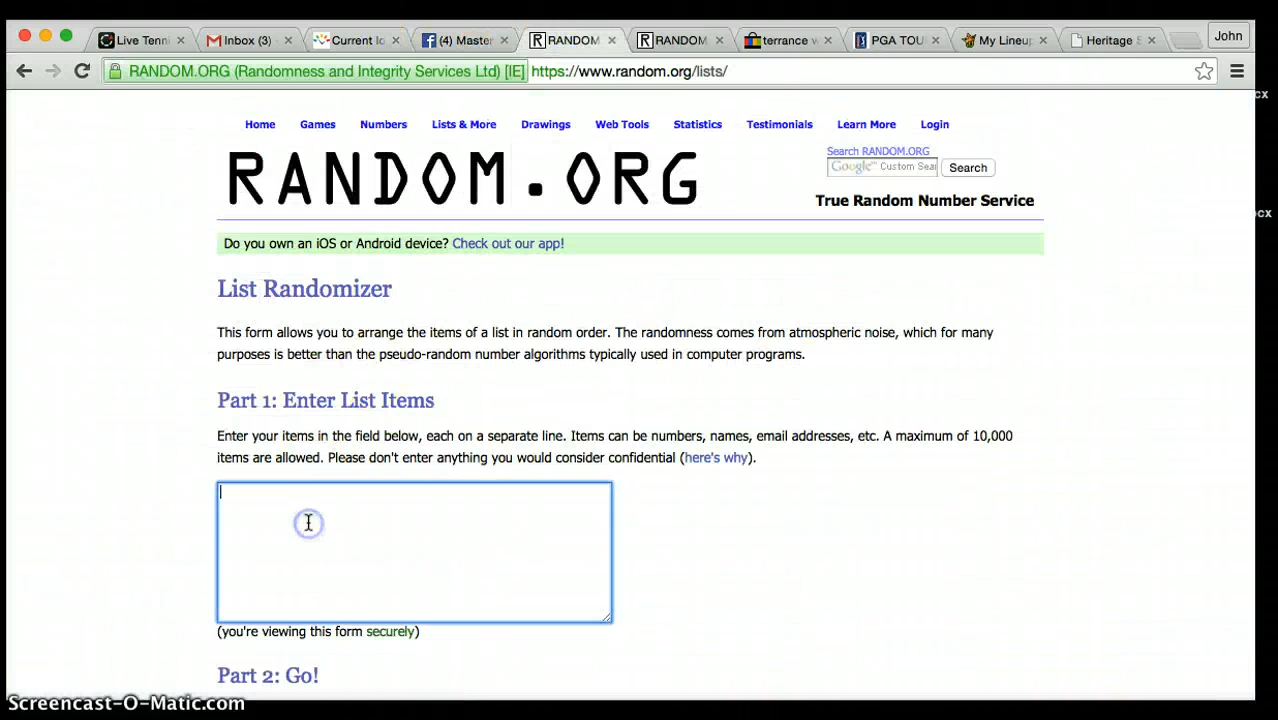 Live Tenni
Inbox (3)
Current Io
(4) Master
RANDOM
RANDOM
terrance w
PGA TOU
My Lineup
Heritage S
John
RANDOM.ORG (Randomness and Integrity Services Ltd) [IE]
https://www.random.org/lists/
cx
ocx
Home
Games
Numbers
Lists & More
Drawings
Web Tools
Statistics
Testimonials
Learn More
Login
RANDOM.ORG
Search RANDOM.ORG
Google™ Custom Sear
Search
True Random Number Service
Do you own an iOS or Android device? Check out our app!
List Randomizer
This form allows you to arrange the items of a list in random order. The randomness comes from atmospheric noise, which for many
purposes is better than the pseudo-random number algorithms typically used in computer programs.
Part 1: Enter List Items
Enter your items in the field below, each on a separate line. Items can be numbers, names, email addresses, etc. A maximum of 10,000
items are allowed. Please don't enter anything you would consider confidential (here's why).
(you're viewing this form securely)
Part 2: Go!
Screencast-O-Matic.com